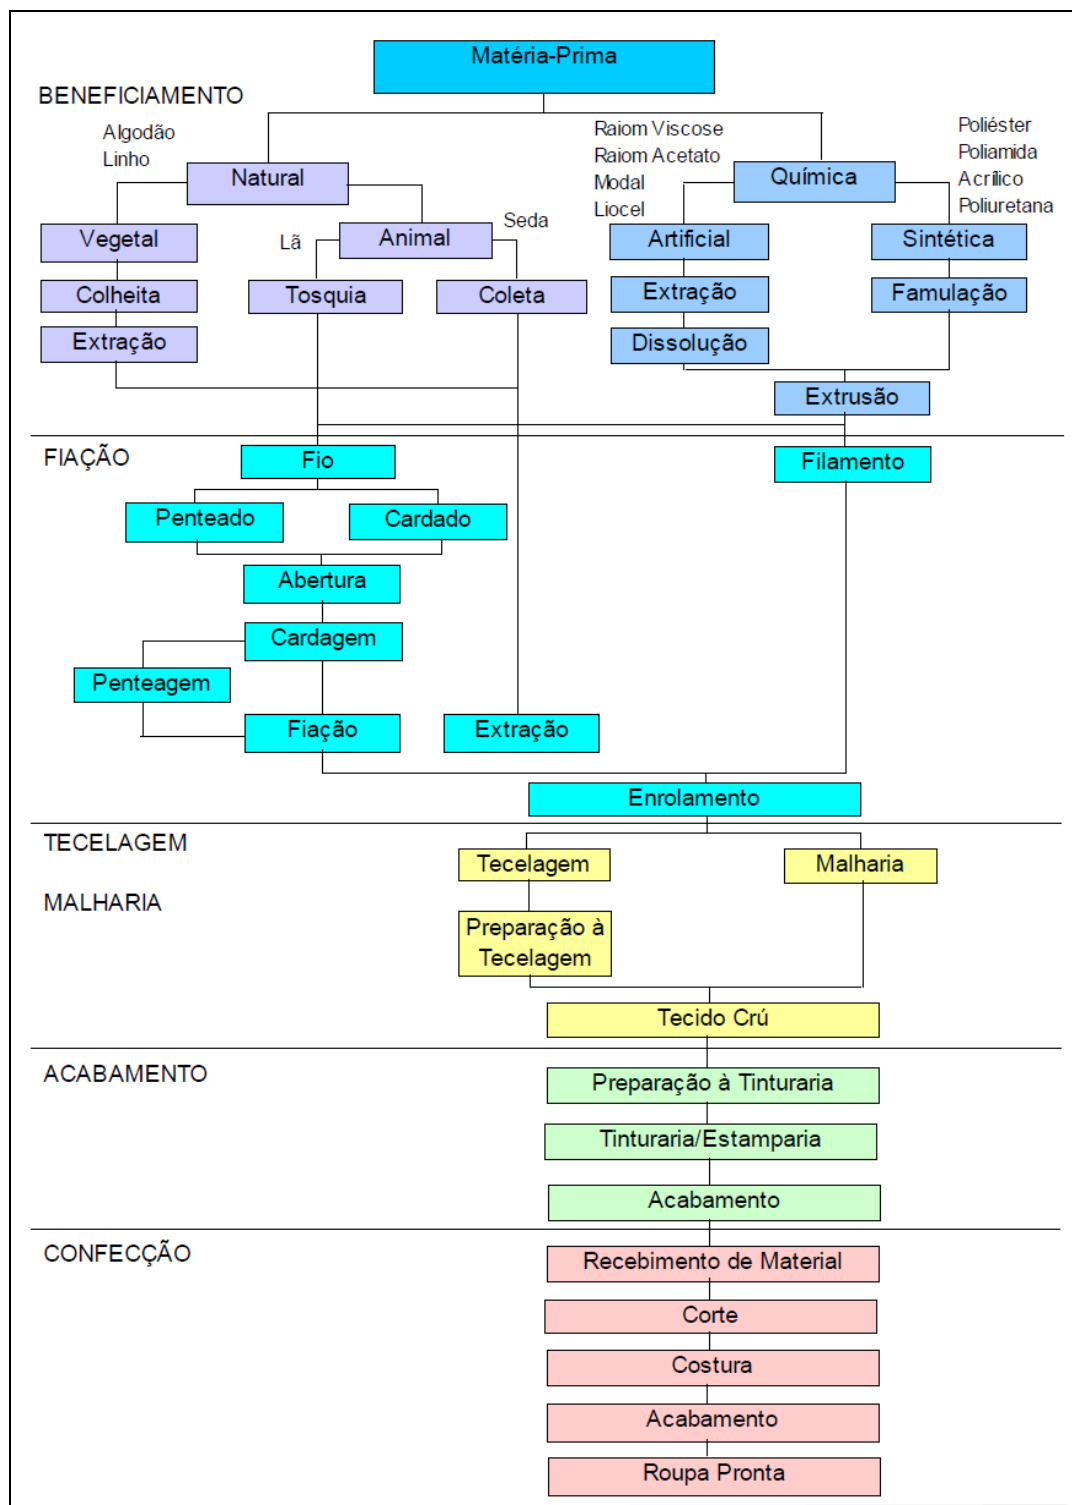 Matéria-Prima
BENEFICIAMENTO
Algodão
Linho
Raiom Viscose
Raiom Acetato
Modal
Liocel
Poliéster
Poliamida
Acrílico
Poliuretana
Natural
Química
Vegetal
Lã
Animal
Seda
Artificial
Sintética
Colheita
Tosquia
Coleta
Extração
Famulação
Extração
Dissolução
Extrusão
FIAÇÃO
Fio
Filamento
Penteado
Cardado
Abertura
Cardagem
Penteagem
Fiação
Extração
Enrolamento
TECELAGEM
Tecelagem
Malharia
MALHARIA
Preparação à
Tecelagem
Tecido Crú
ACABAMENTO
Preparação à Tinturaria
Tinturaria/Estamparia
Acabamento
CONFECÇÃO
Recebimento de Material
Corte
Costura
Acabamento
Roupa Pronta